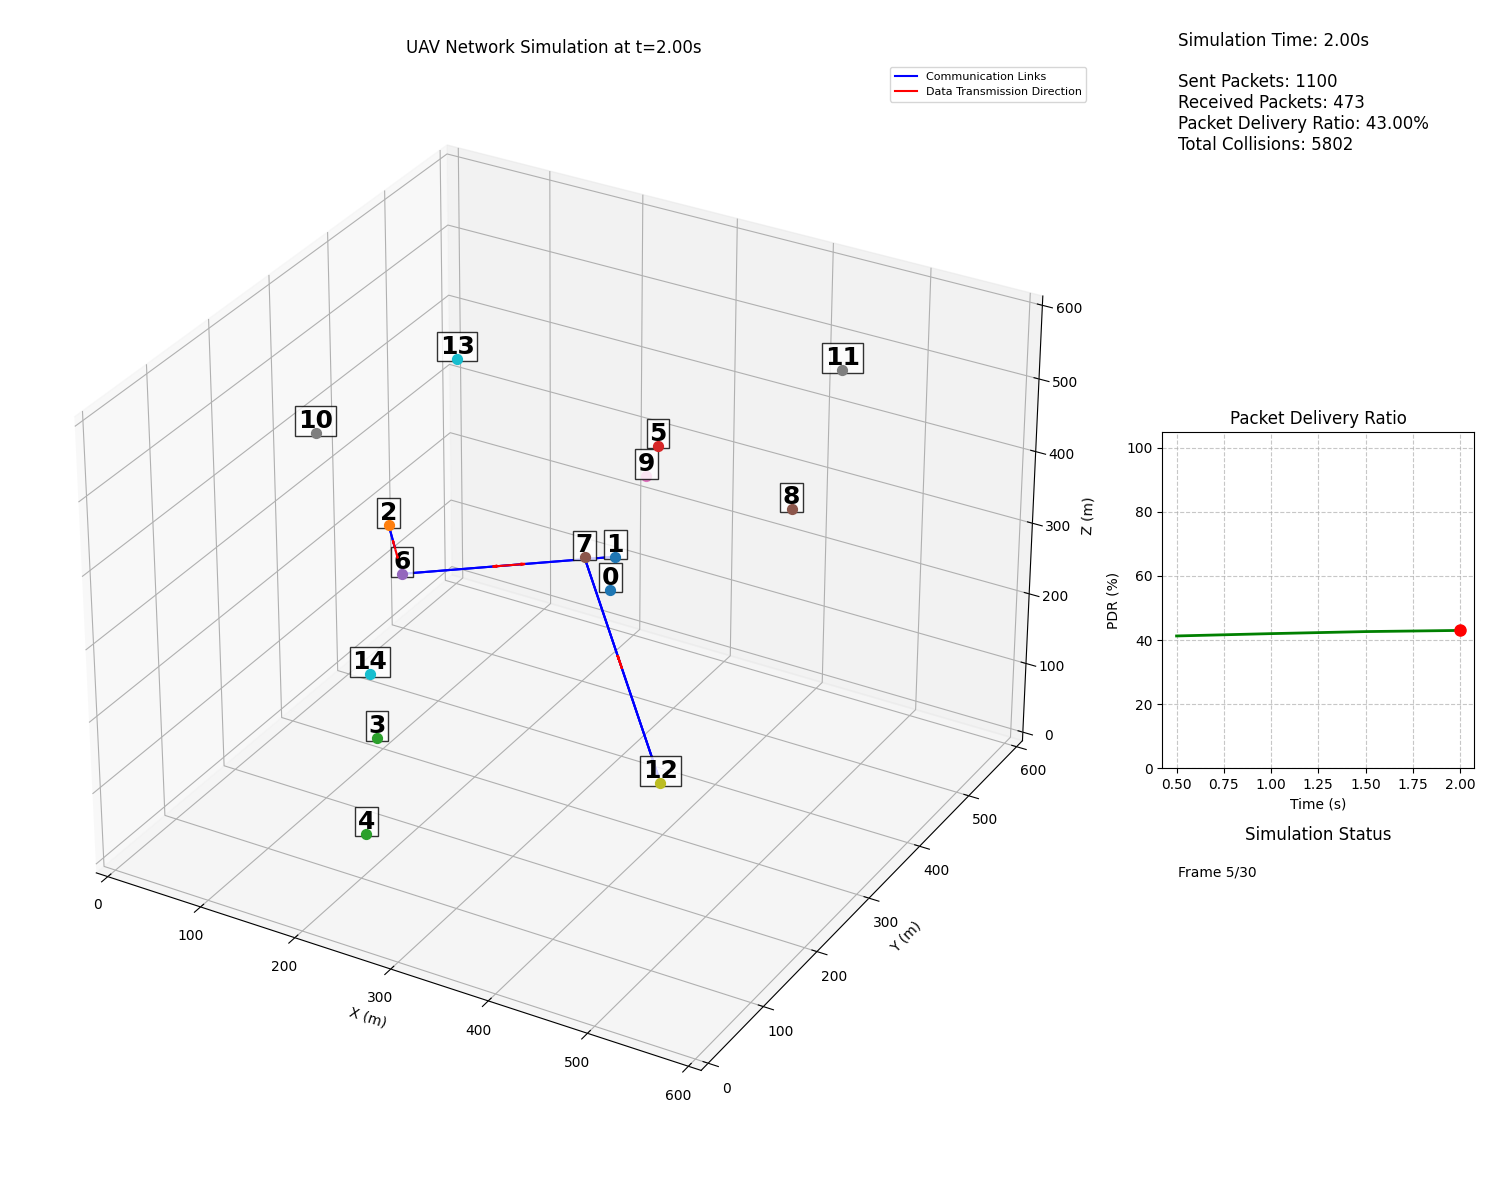 UAV Network Simulation at t=2.00s
Communication Links
Data Transmission Direction
Simulation Time: 2.00s
Sent Packets: 1100
Received Packets: 473
Packet Delivery Ratio: 43.00%
Total Collisions: 5802
13
11
10
5
9
8
2
7
1
6
0
14
3
12
4
0
100
200
300
400
500
600
X (m)
0
100
200
300
400
500
600
Y (m)
600
500
400
300
200
100
0
Z (m)
Packet Delivery Ratio
100
80
60
40
20
0
PDR (%)
0.50 0.75 1.00 1.25 1.50 1.75 2.00
Time (s)
Simulation Status
Frame 5/30